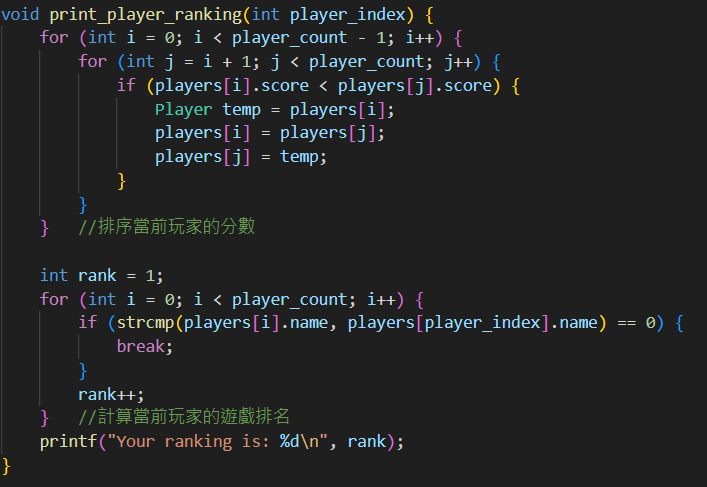 void print_player_ranking(int player_index) {
    for (int i = 0; i < player_count - 1; i++) {
        for (int j = i + 1; j < player_count; j++) {
            if (players[i].score < players[j].score) {
                Player temp = players[i];
                players[i] = players[j];
                players[j] = temp;
            }
        }
    }   //排序當前玩家的分數

    int rank = 1;
    for (int i = 0; i < player_count; i++) {
        if (strcmp(players[i].name, players[player_index].name) == 0) {
            break;
        }
        rank++;
    }   //計算當前玩家的遊戲排名
    printf("Your ranking is: %d\n", rank);
}